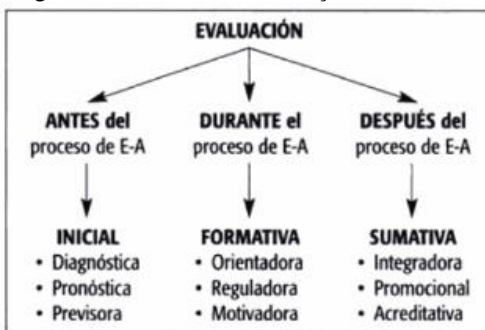 EVALUACIÓN
ANTES del
proceso de E-A
DURANTE el
proceso de E-A
DESPUÉS del
proceso de E-A
INICIAL
• Diagnóstica
• Pronóstica
• Previsora
FORMATIVA
• Orientadora
• Reguladora
• Motivadora
SUMATIVA
• Integradora
• Promocional
• Acreditativa